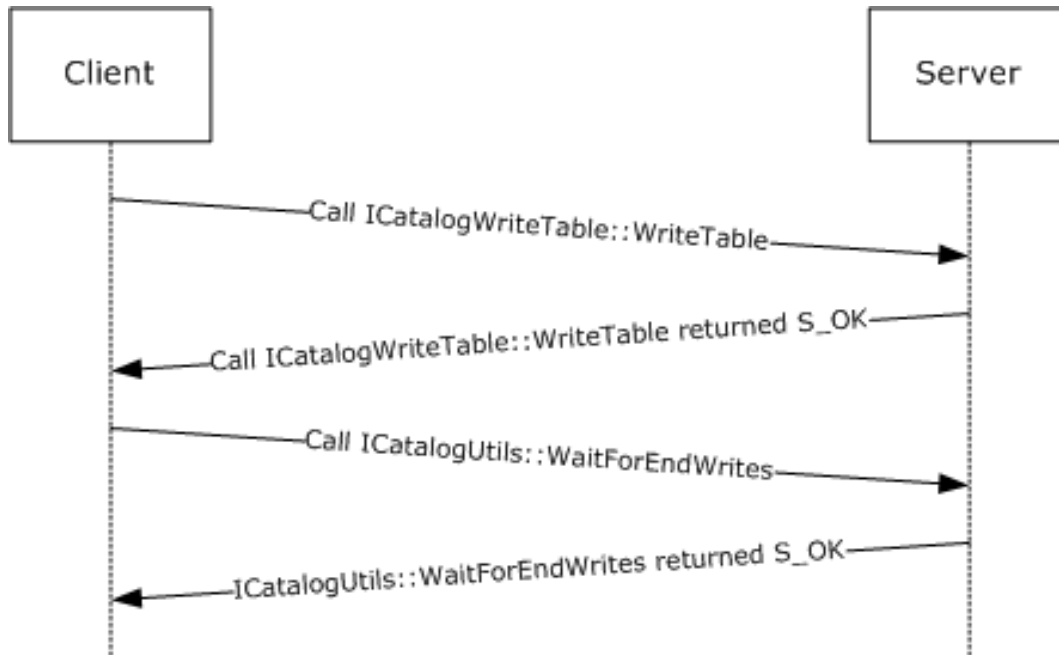 Client
Server
Call ICatalogWriteTable::WriteTable
Call ICatalogWriteTable::WriteTable returned S_OK
Call ICatalogUtils::WaitForEndWrites
ICatalogUtils::WaitForEndWrites returned S_OK